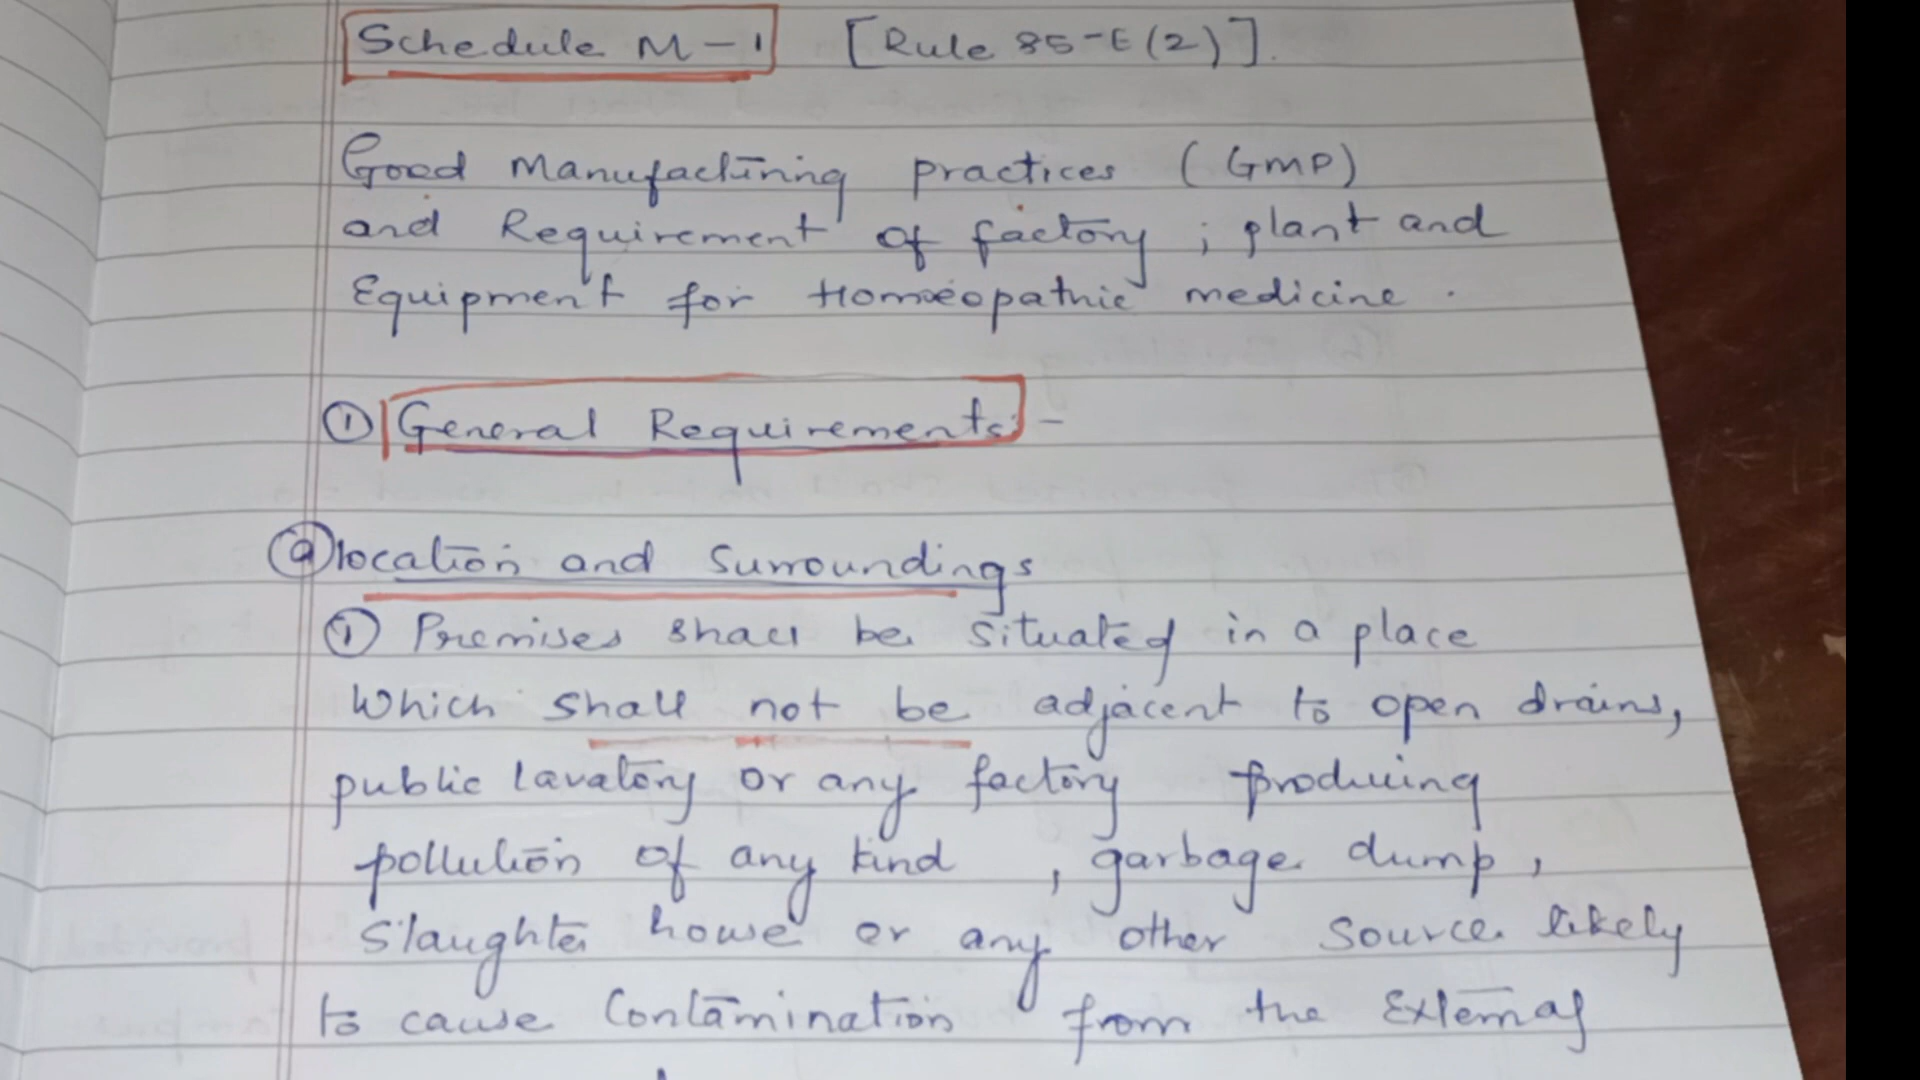 Schedule M-1 [Rule 85-E(2)].
Good Manufacturing practices (GMP)
and Requirement of factory ; plant and
Equipment for Homoeopathic medicine .
① General Requirements:-
ⓐ location and Surroundings
① Premises shall be situated in a place
Which shall not be adjacent to open drains,
public lavatory or any factory producing
pollution of any kind , garbage dump ,
Slaughter house or any other source likely
to cause Contamination from the External